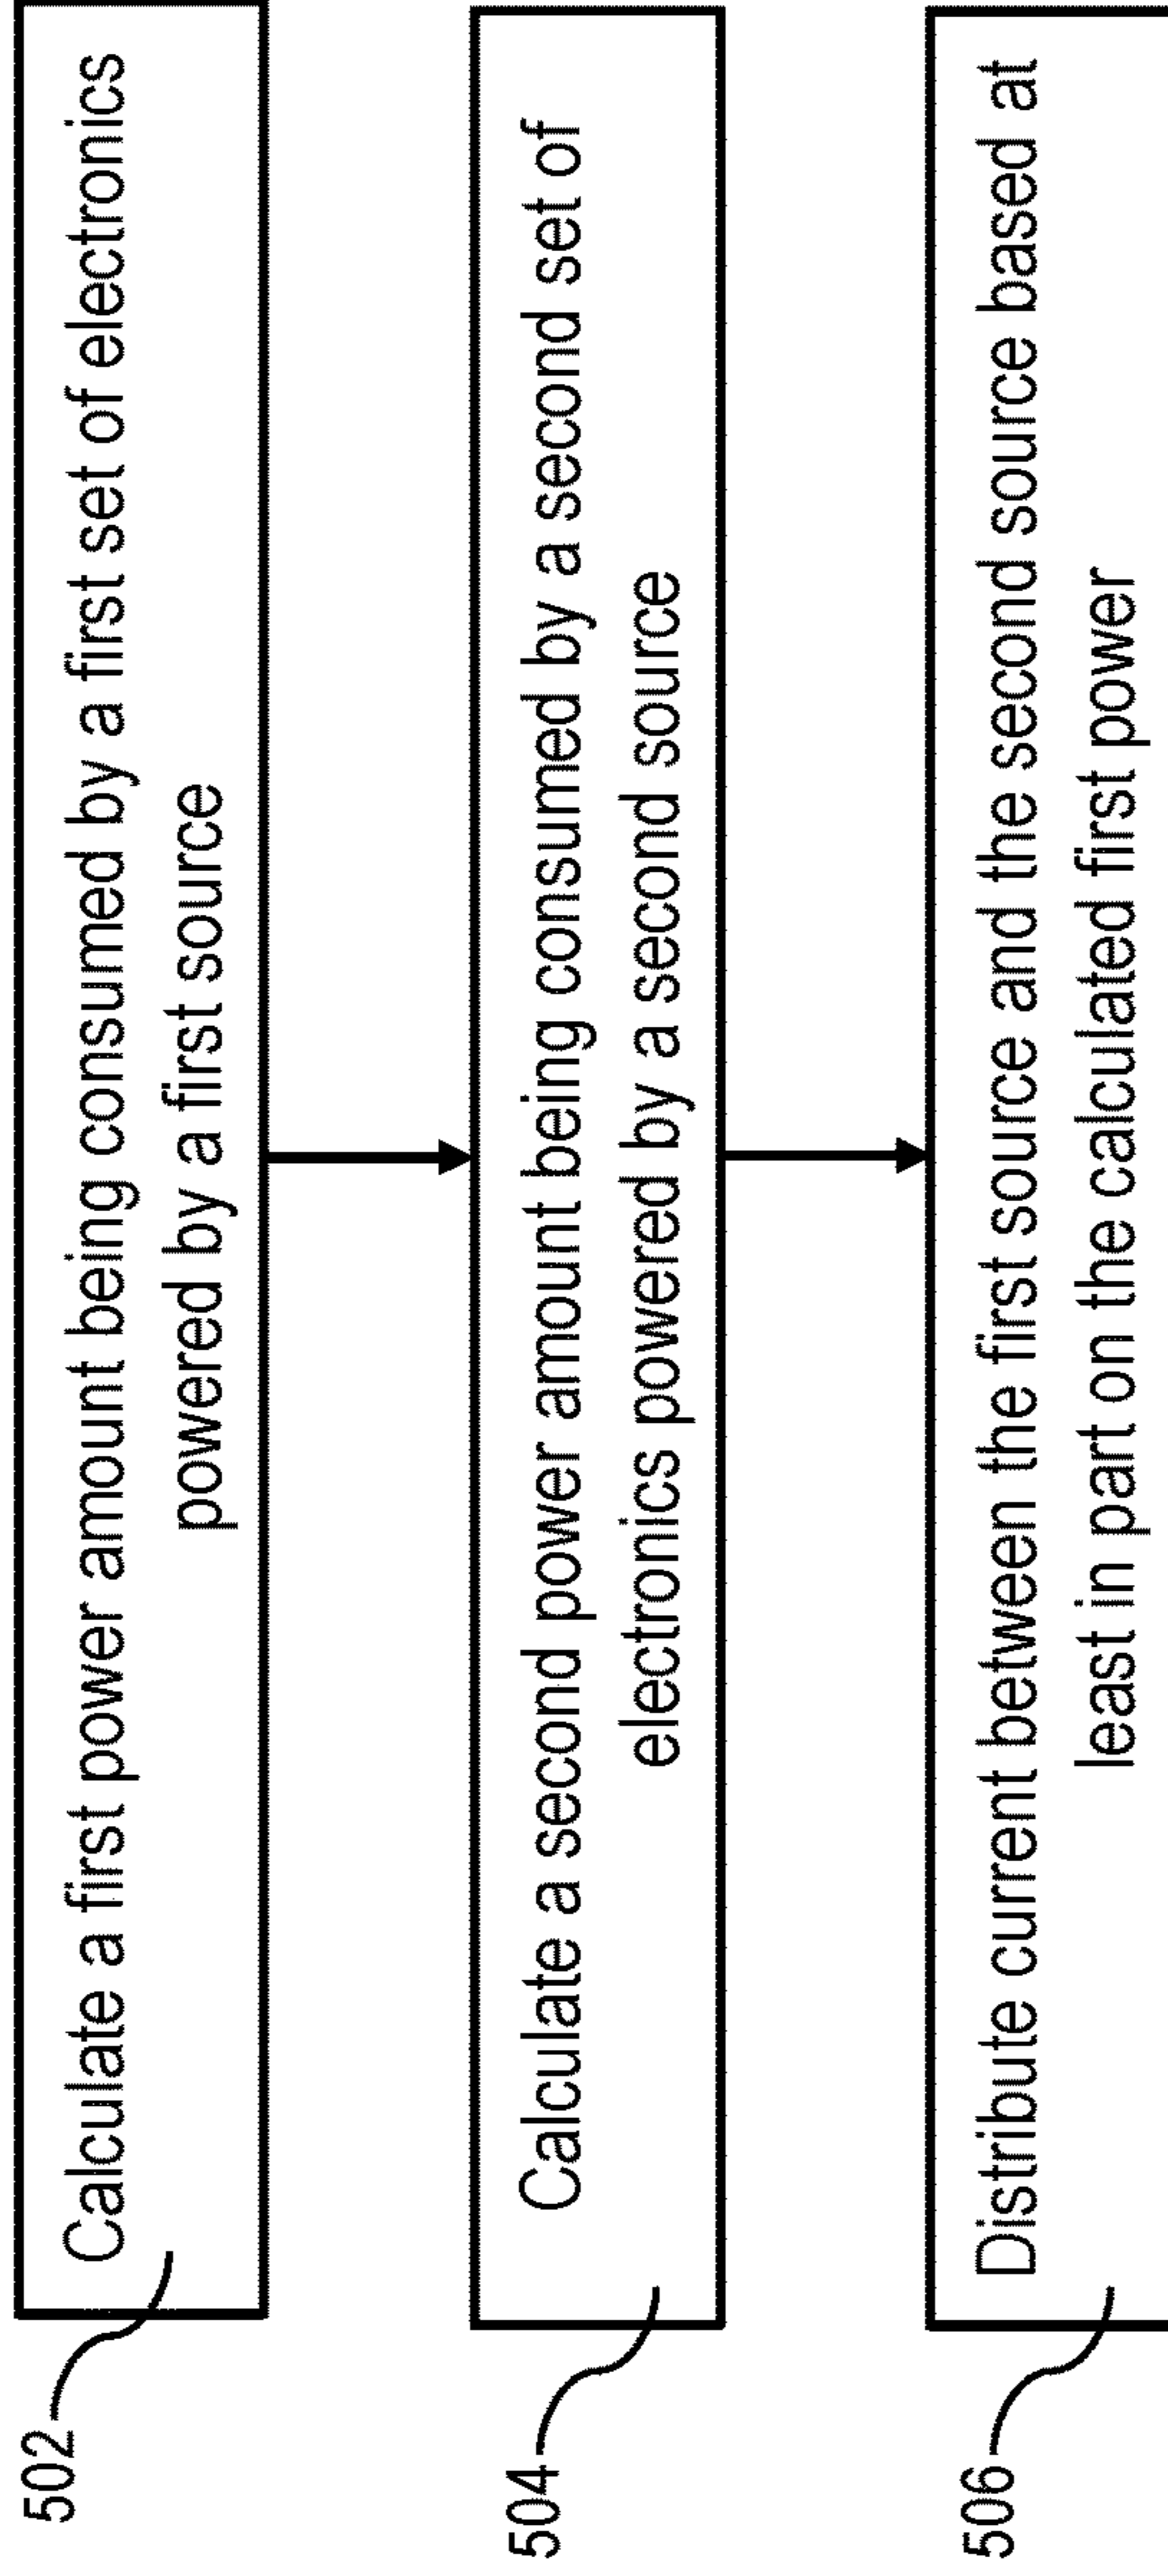 502
Calculate a first power amount being consumed by a first set of electronics
powered by a first source
504
Calculate a second power amount being consumed by a second set of
electronics powered by a second source
506
Distribute current between the first source and the second source based at
least in part on the calculated first power